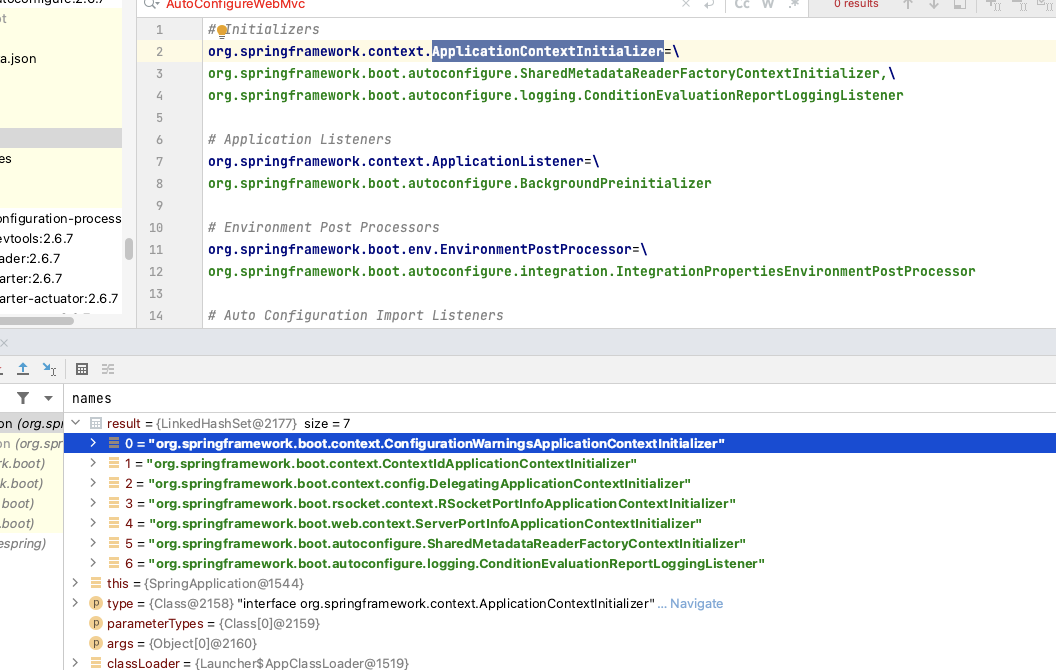 AutoConfigureWebMvc
Cc W .* 0 results
a.json
es
onfiguration-process
evtools:2.6.7
ader:2.6.7
arter:2.6.7
arter-actuator:2.6.7
1 # Initializers
2 org.springframework.context.ApplicationContextInitializer=\
3 org.springframework.boot.autoconfigure.SharedMetadataReaderFactoryContextInitializer,\
4 org.springframework.boot.autoconfigure.logging.ConditionEvaluationReportLoggingListener
5
6 # Application Listeners
7 org.springframework.context.ApplicationListener=\
8 org.springframework.boot.autoconfigure.BackgroundPreinitializer
9
10 # Environment Post Processors
11 org.springframework.boot.env.EnvironmentPostProcessor=\
12 org.springframework.boot.autoconfigure.integration.IntegrationPropertiesEnvironmentPostProcessor
13
14 # Auto Configuration Import Listeners
names
on (org.spr
on (org.spr
rk.boot)
k.boot)
.boot)
.boot)
espring)
result = {LinkedHashSet@2177} size = 7
0 = "org.springframework.boot.context.ConfigurationWarningsApplicationContextInitializer"
1 = "org.springframework.boot.context.ContextIdApplicationContextInitializer"
2 = "org.springframework.boot.context.config.DelegatingApplicationContextInitializer"
3 = "org.springframework.boot.rsocket.context.RSocketPortInfoApplicationContextInitializer"
4 = "org.springframework.boot.web.context.ServerPortInfoApplicationContextInitializer"
5 = "org.springframework.boot.autoconfigure.SharedMetadataReaderFactoryContextInitializer"
6 = "org.springframework.boot.autoconfigure.logging.ConditionEvaluationReportLoggingListener"
this = {SpringApplication@1544}
p type = {Class@2158} "interface org.springframework.context.ApplicationContextInitializer" ... Navigate
p parameterTypes = {Class[0]@2159}
p args = {Object[0]@2160}
classLoader = {Launcher$AppClassLoader@1519}